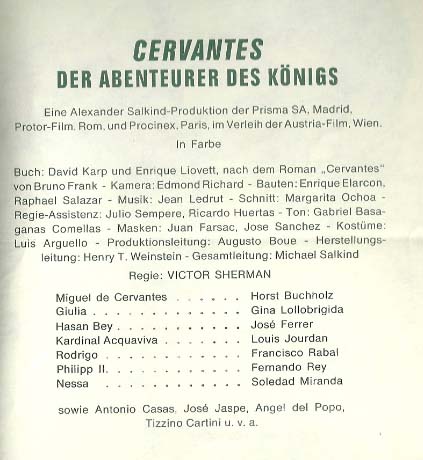 CERVANTES
DER ABENTEURER DES KÖNIGS
Eine Alexander Salkind-Produktion der Prisma SA, Madrid,
Protor-Film. Rom, und Procinex, Paris, im Verleih der Austria-Film, Wien.
In Farbe
Buch: David Karp und Enrique Liovett, nach dem Roman „Cervantes“
von Bruno Frank - Kamera: Edmond Richard - Bauten: Enrique Elarcon,
Raphael Salazar - Musik: Jean Ledrut - Schnitt: Margarita Ochoa -
Regie-Assistenz: Julio Sempere, Ricardo Huertas - Ton: Gabriel Basa-
ganas Comellas - Masken: Juan Farsac, Jose Sanchez - Kostüme:
Luis Arguello - Produktionsleitung: Augusto Boue - Herstellungs-
leitung: Henry T. Weinstein - Gesamtleitung: Michael Salkind
Regie: VICTOR SHERMAN
Miguel de Cervantes . . . . . . Horst Buchholz
Giulia . . . . . . . . . . . Gina Lollobrigida
Hasan Bey . . . . . . . . . . José Ferrer
Kardinal Acquaviva . . . . . . Louis Jourdan
Rodrigo . . . . . . . . . . Francisco Rabal
Philipp II. . . . . . . . . . . Fernando Rey
Nessa . . . . . . . . . . Soledad Miranda
sowie Antonio Casas, José Jaspe, Angel del Popo,
Tizzino Cartini u. v. a.